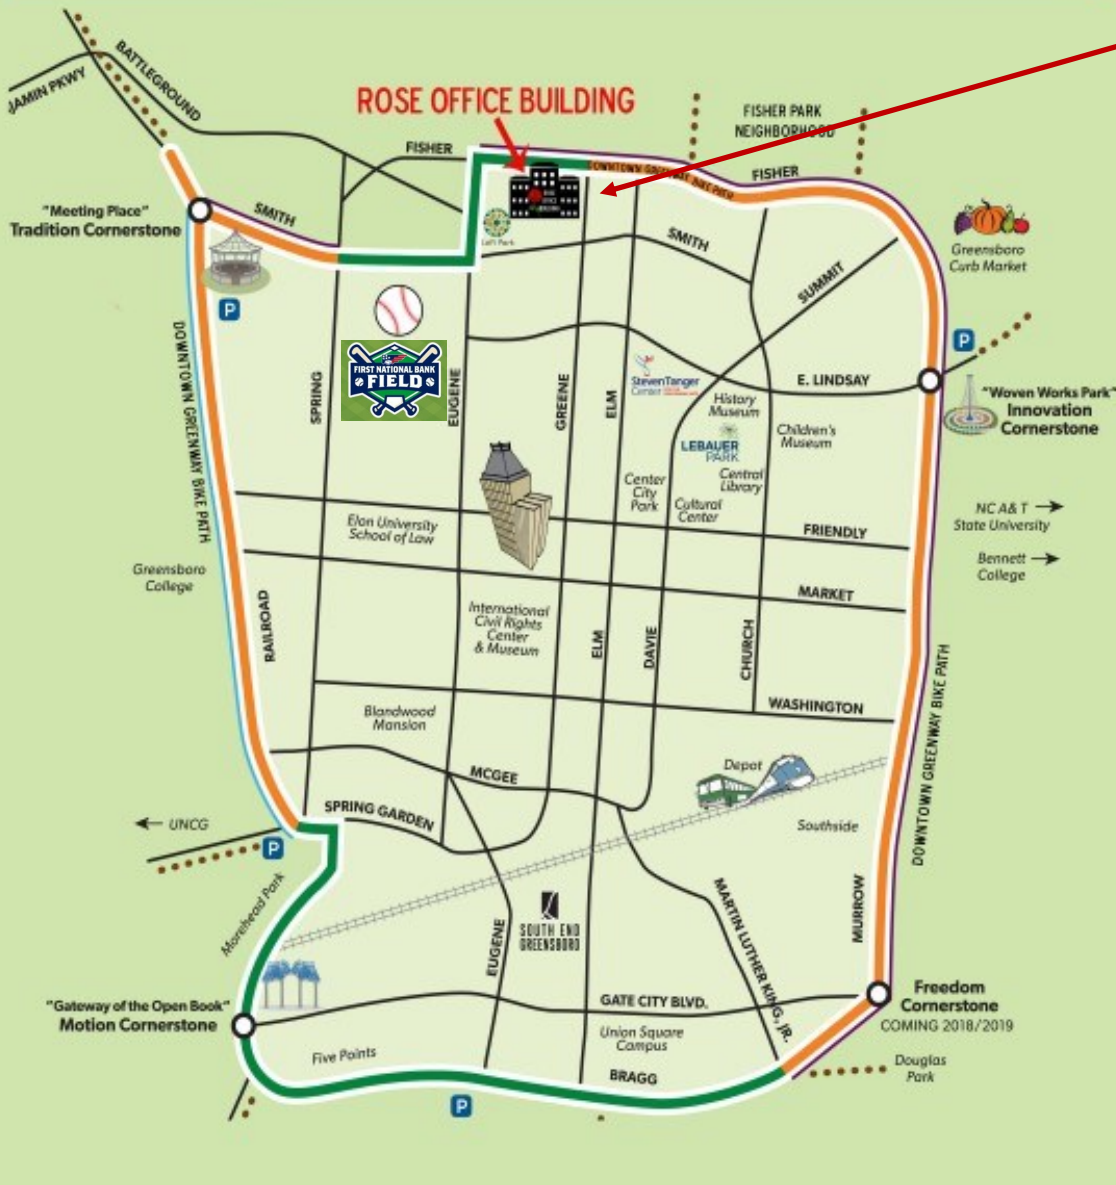 BATTLEGROUND
JAMIN PKWY
ROSE OFFICE BUILDING
FISHER PARK
NEIGHBORHOOD
FISHER
DOWNTOWN GREENWAY BIKE PATH
FISHER
"Meeting Place"
Tradition Cornerstone
SMITH
Loft Park
SMITH
Greensboro
Curb Market
SUMMIT
P
P
DOWNTOWN GREENWAY BIKE PATH
FIRST NATIONAL BANK
FIELD
SPRING
EUGENE
GREENE
ELM
Steven Tanger
Center
E. LINDSAY
"Woven Works Park"
Innovation
Cornerstone
History
Museum
Children's
Museum
LEBAUER
PARK
Central
Library
Center
City
Park
Cultural
Center
Elon University
School of Law
FRIENDLY
NC A & T
State University
Bennett
College
Greensboro
College
MARKET
RAILROAD
International
Civil Rights
Center
& Museum
ELM
DAVIE
CHURCH
DOWNTOWN GREENWAY BIKE PATH
WASHINGTON
Blandwood
Mansion
MCGEE
Depot
SPRING GARDEN
UNCG
P
Southside
Morehead Park
MARTIN LUTHER KING, JR.
MURROW
EUGENE
SOUTH END
GREENSBORO
"Gateway of the Open Book"
Motion Cornerstone
GATE CITY BLVD.
Freedom
Cornerstone
COMING 2018/2019
Union Square
Campus
Five Points
BRAGG
Douglas
Park
P